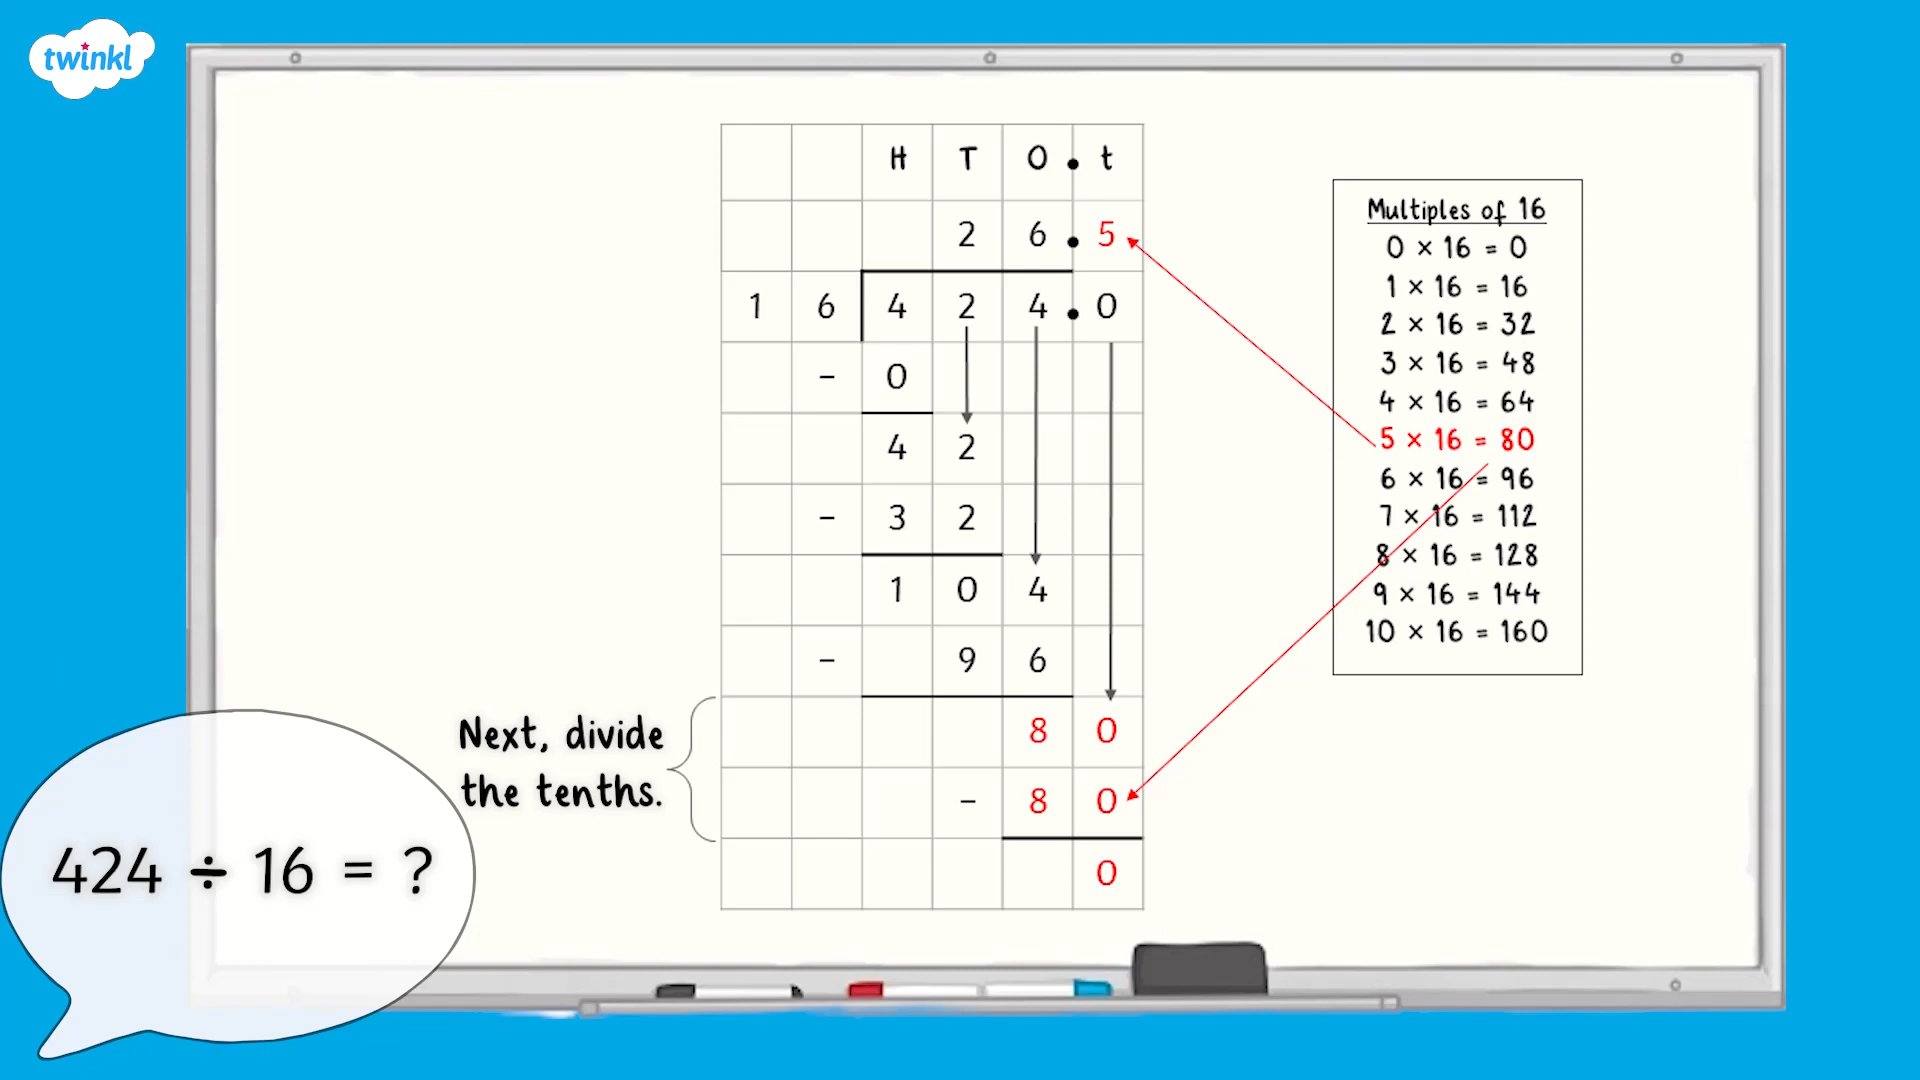 twinkl
H T O . t
2 6 . 5
1 6 4 2 4 . 0
- 0
4 2
- 3 2
1 0 4
- 9 6
8 0
- 8 0
0
Next, divide
the tenths.
424 ÷ 16 = ?
Multiples of 16
0 × 16 = 0
1 × 16 = 16
2 × 16 = 32
3 × 16 = 48
4 × 16 = 64
5 × 16 = 80
6 × 16 = 96
7 × 16 = 112
8 × 16 = 128
9 × 16 = 144
10 × 16 = 160